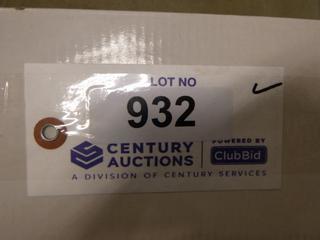 LOT NO
932
CENTURY
AUCTIONS
POWERED BY
ClubBid
A DIVISION OF CENTURY SERVICES